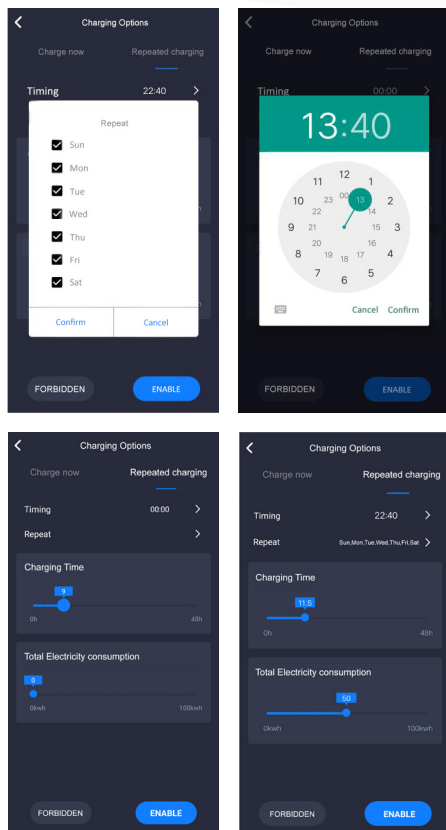 Charging Options
Charge now Repeated charging
Timing 22:40
Repeat
Sun
Mon
Tue
Wed
Thu
Fri
Sat
h
h
Confirm Cancel
FORBIDDEN ENABLE
Charging Options
Charge now Repeated charging
Timing 00:00
13:40
12
11 1
00
23 13
10 2
22 14
9 21 15 3
20 16
8 19 18 17 4
7 5
6
Cancel Confirm
FORBIDDEN ENABLE
Charging Options
Charge now Repeated charging
Timing 00:00
Repeat
Charging Time
9
0h 48h
Total Electricity consumption
0
0kwh 100kwh
FORBIDDEN ENABLE
Charging Options
Charge now Repeated charging
Timing 22:40
Repeat Sun,Mon,Tue,Wed,Thu,Fri,Sat
Charging Time
11.5
0h 48h
Total Electricity consumption
50
0kwh 100kwh
FORBIDDEN ENABLE